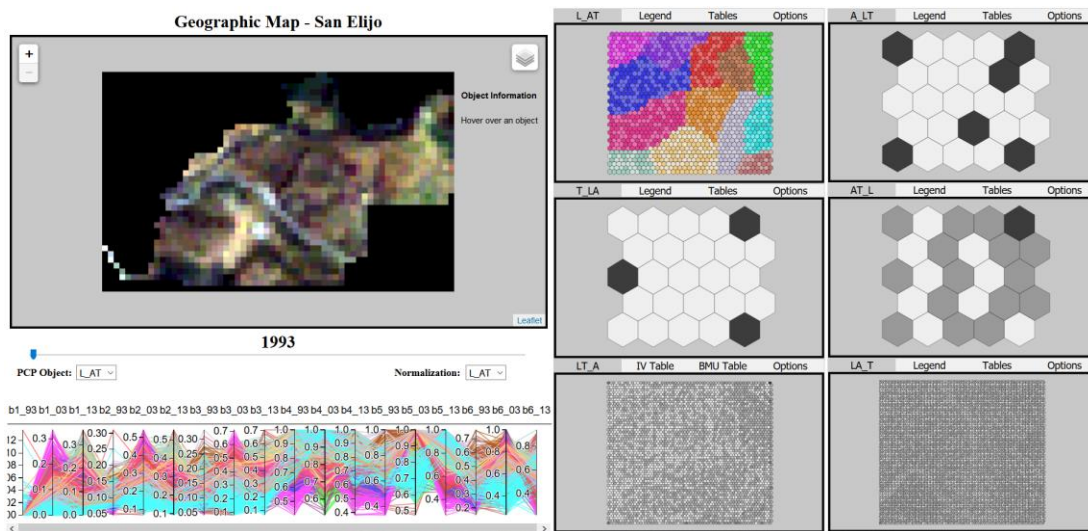 Geographic Map - San Elijo
+
−
Object Information
Hover over an object
Leaflet
1993
PCP Object: L_AT
Normalization: L_AT
b1_93 b1_03 b1_13 b2_93 b2_03 b2_13 b3_93 b3_03 b3_13 b4_93 b4_03 b4_13 b5_93 b5_03 b5_13 b6_93 b6_03 b6_13
L_AT Legend Tables Options
A_LT Legend Tables Options
T_LA Legend Tables Options
AT_L Legend Tables Options
LT_A IV Table BMU Table Options
LA_T Legend Tables Options